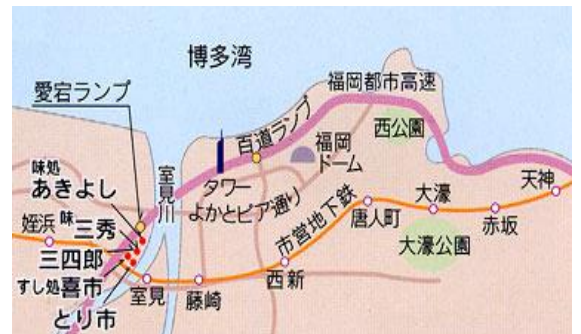 博多湾
愛宕ランプ
福岡都市高速
百道ランプ
西公園
福岡
ドーム
味処
あきよし
室見川
タワー
よかとピア通り
天神
味三秀
姪浜
市営地下鉄
唐人町
大濠
赤坂
三四郎
大濠公園
すし処喜市
西新
室見
藤崎
とり市